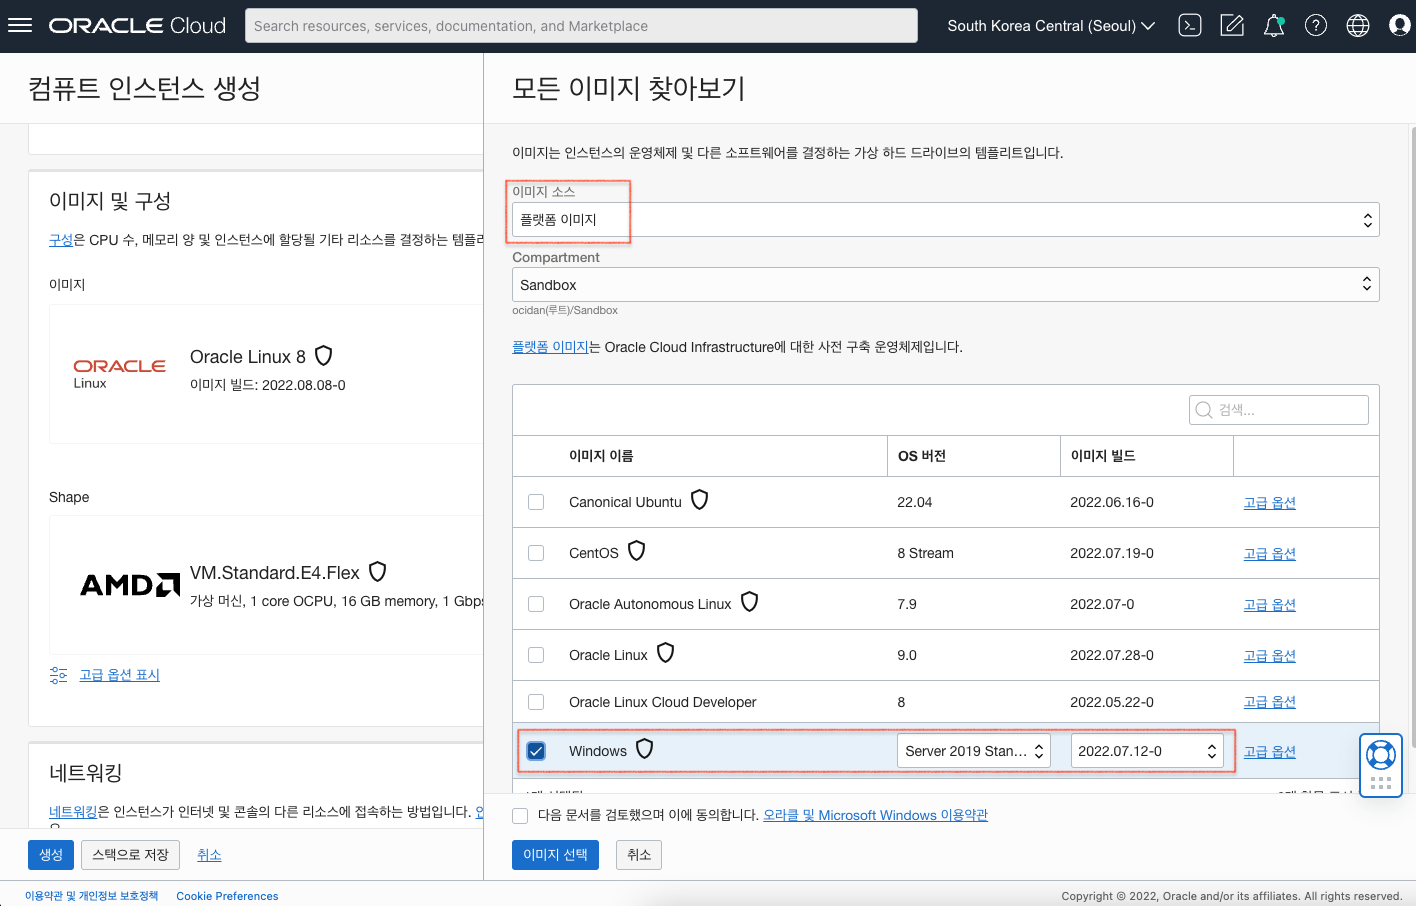 ORACLE Cloud
Search resources, services, documentation, and Marketplace
South Korea Central (Seoul)
컴퓨트 인스턴스 생성
이미지 및 구성
구성은 CPU 수, 메모리 양 및 인스턴스에 할당될 기타 리소스를 결정하는 템플리
이미지
ORACLE
Linux
Oracle Linux 8
이미지 빌드: 2022.08.08-0
Shape
AMD
VM.Standard.E4.Flex
가상 머신, 1 core OCPU, 16 GB memory, 1 Gbps
고급 옵션 표시
네트워킹
네트워킹은 인스턴스가 인터넷 및 콘솔의 다른 리소스에 접속하는 방법입니다.
생성
스택으로 저장
취소
모든 이미지 찾아보기
이미지는 인스턴스의 운영체제 및 다른 소프트웨어를 결정하는 가상 하드 드라이브의 템플리트입니다.
이미지 소스
플랫폼 이미지
Compartment
Sandbox
ocidan(루트)/Sandbox
플랫폼 이미지는 Oracle Cloud Infrastructure에 대한 사전 구축 운영체제입니다.
검색...
이미지 이름 OS 버전 이미지 빌드
Canonical Ubuntu 22.04 2022.06.16-0 고급 옵션
CentOS 8 Stream 2022.07.19-0 고급 옵션
Oracle Autonomous Linux 7.9 2022.07-0 고급 옵션
Oracle Linux 9.0 2022.07.28-0 고급 옵션
Oracle Linux Cloud Developer 8 2022.05.22-0 고급 옵션
Windows Server 2019 Stan... 2022.07.12-0 고급 옵션
다음 문서를 검토했으며 이에 동의합니다. 오라클 및 Microsoft Windows 이용약관
이미지 선택
취소
이용약관 및 개인정보 보호정책 Cookie Preferences
Copyright © 2022, Oracle and/or its affiliates. All rights reserved.